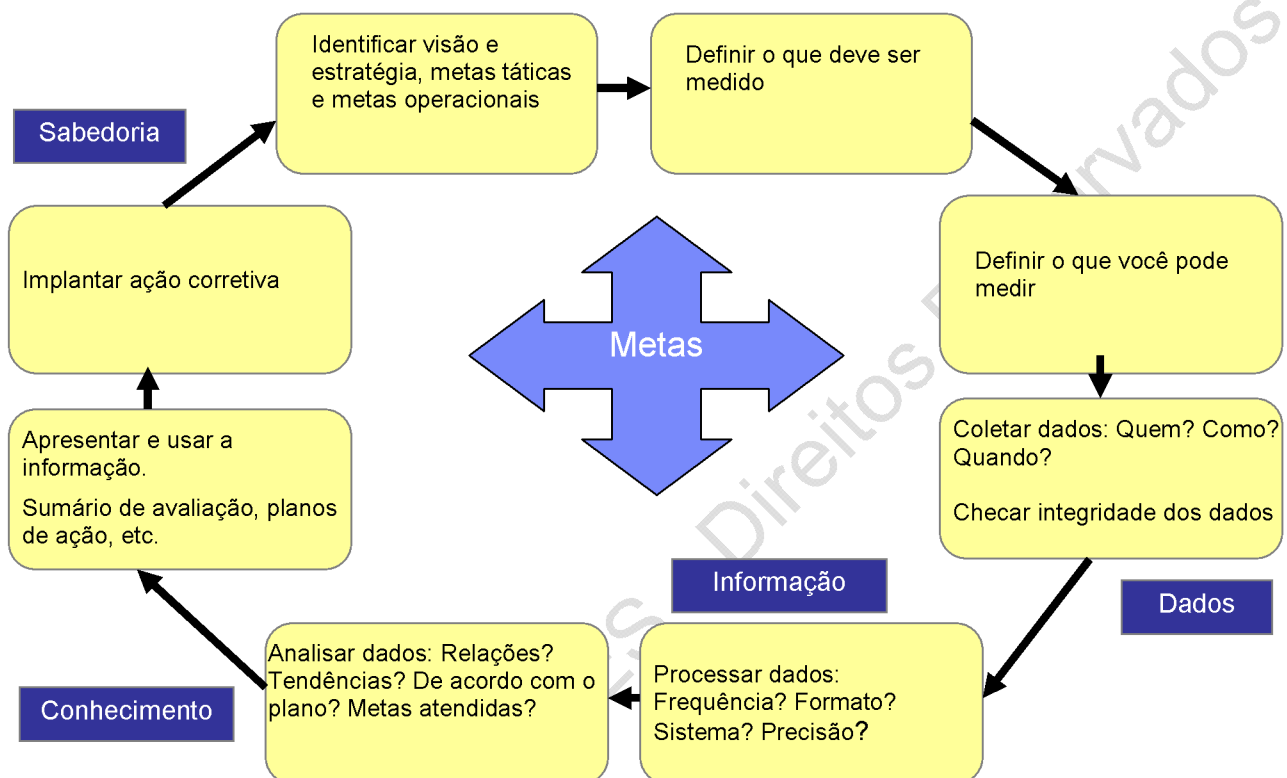 Identificar visão e
estratégia, metas táticas
e metas operacionais
Definir o que deve ser
medido
Sabedoria
Definir o que você pode
medir
Implantar ação corretiva
Metas
Coletar dados: Quem? Como?
Quando?
Checar integridade dos dados
Apresentar e usar a
informação.
Sumário de avaliação, planos
de ação, etc.
Informação
Dados
Processar dados:
Frequência? Formato?
Sistema? Precisão?
Analisar dados: Relações?
Tendências? De acordo com o
plano? Metas atendidas?
Conhecimento
Direitos